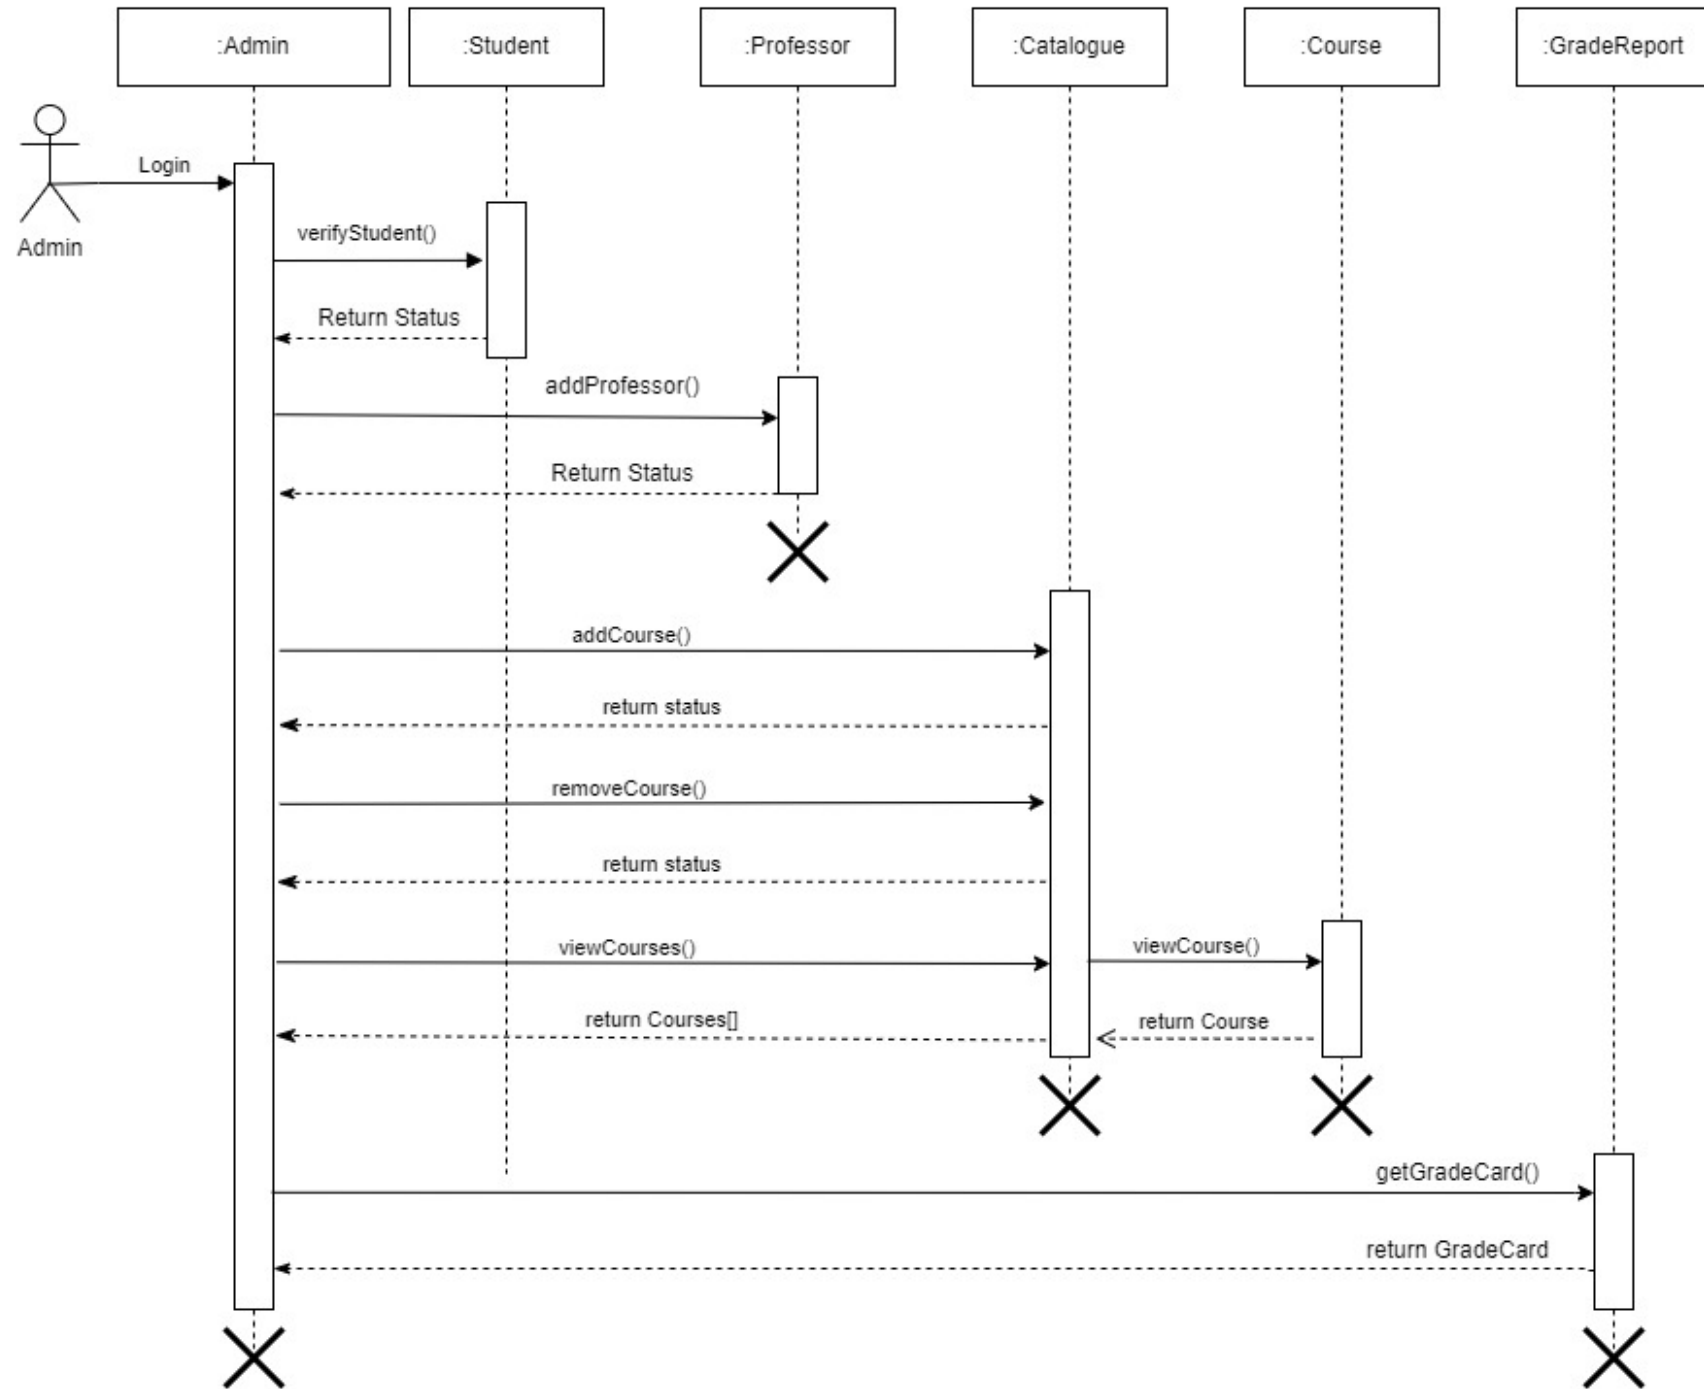 :Admin
:Student
:Professor
:Catalogue
:Course
:GradeReport
Login
Admin
verifyStudent()
Return Status
addProfessor()
Return Status
addCourse()
return status
removeCourse()
return status
viewCourses()
viewCourse()
return Courses[]
return Course
getGradeCard()
return GradeCard